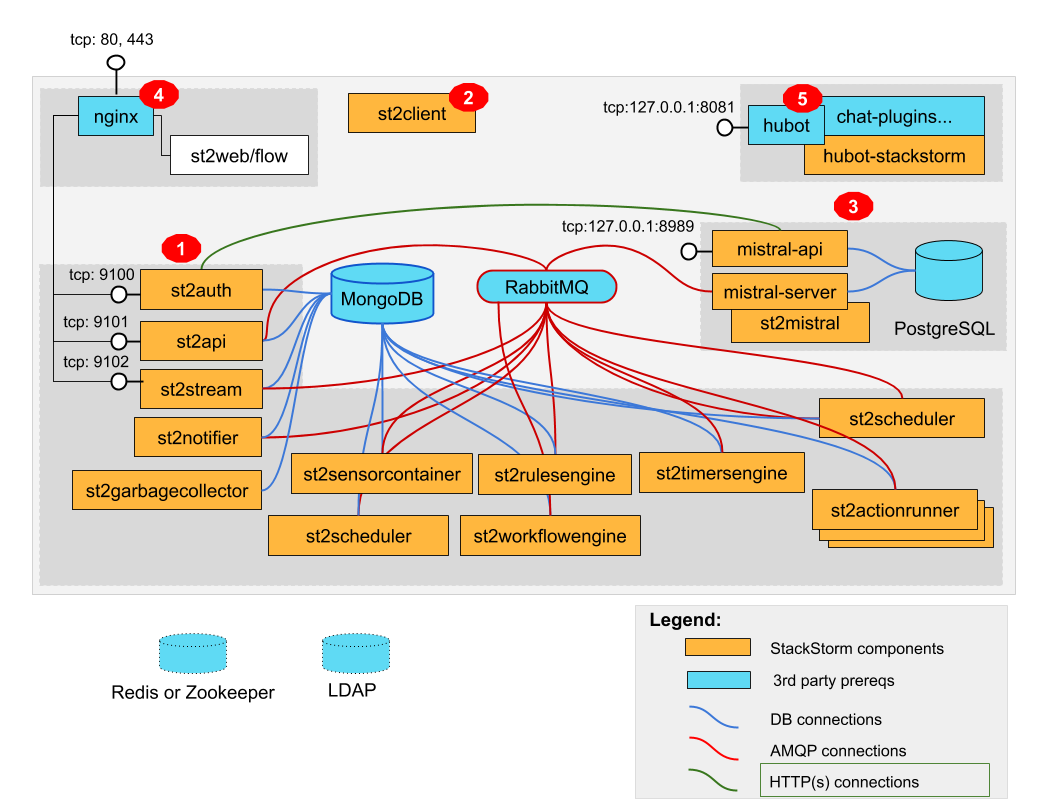 tcp: 80, 443
4
nginx
st2web/flow
2
st2client
tcp:127.0.0.1:8081
5
hubot
chat-plugins...
hubot-stackstorm
3
tcp:127.0.0.1:8989
mistral-api
mistral-server
st2mistral
PostgreSQL
1
tcp: 9100
st2auth
tcp: 9101
st2api
tcp: 9102
st2stream
st2notifier
st2garbagecollector
MongoDB
RabbitMQ
st2sensorcontainer
st2rulesengine
st2timersengine
st2scheduler
st2scheduler
st2workflowengine
st2actionrunner
Redis or Zookeeper
LDAP
Legend:
StackStorm components
3rd party prereqs
DB connections
AMQP connections
HTTP(s) connections